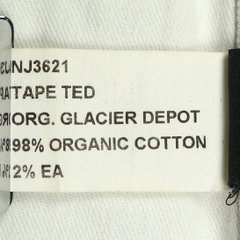 NJ3621
TAPE TED
ORG. GLACIER DEPOT
98% ORGANIC COTTON
2% EA